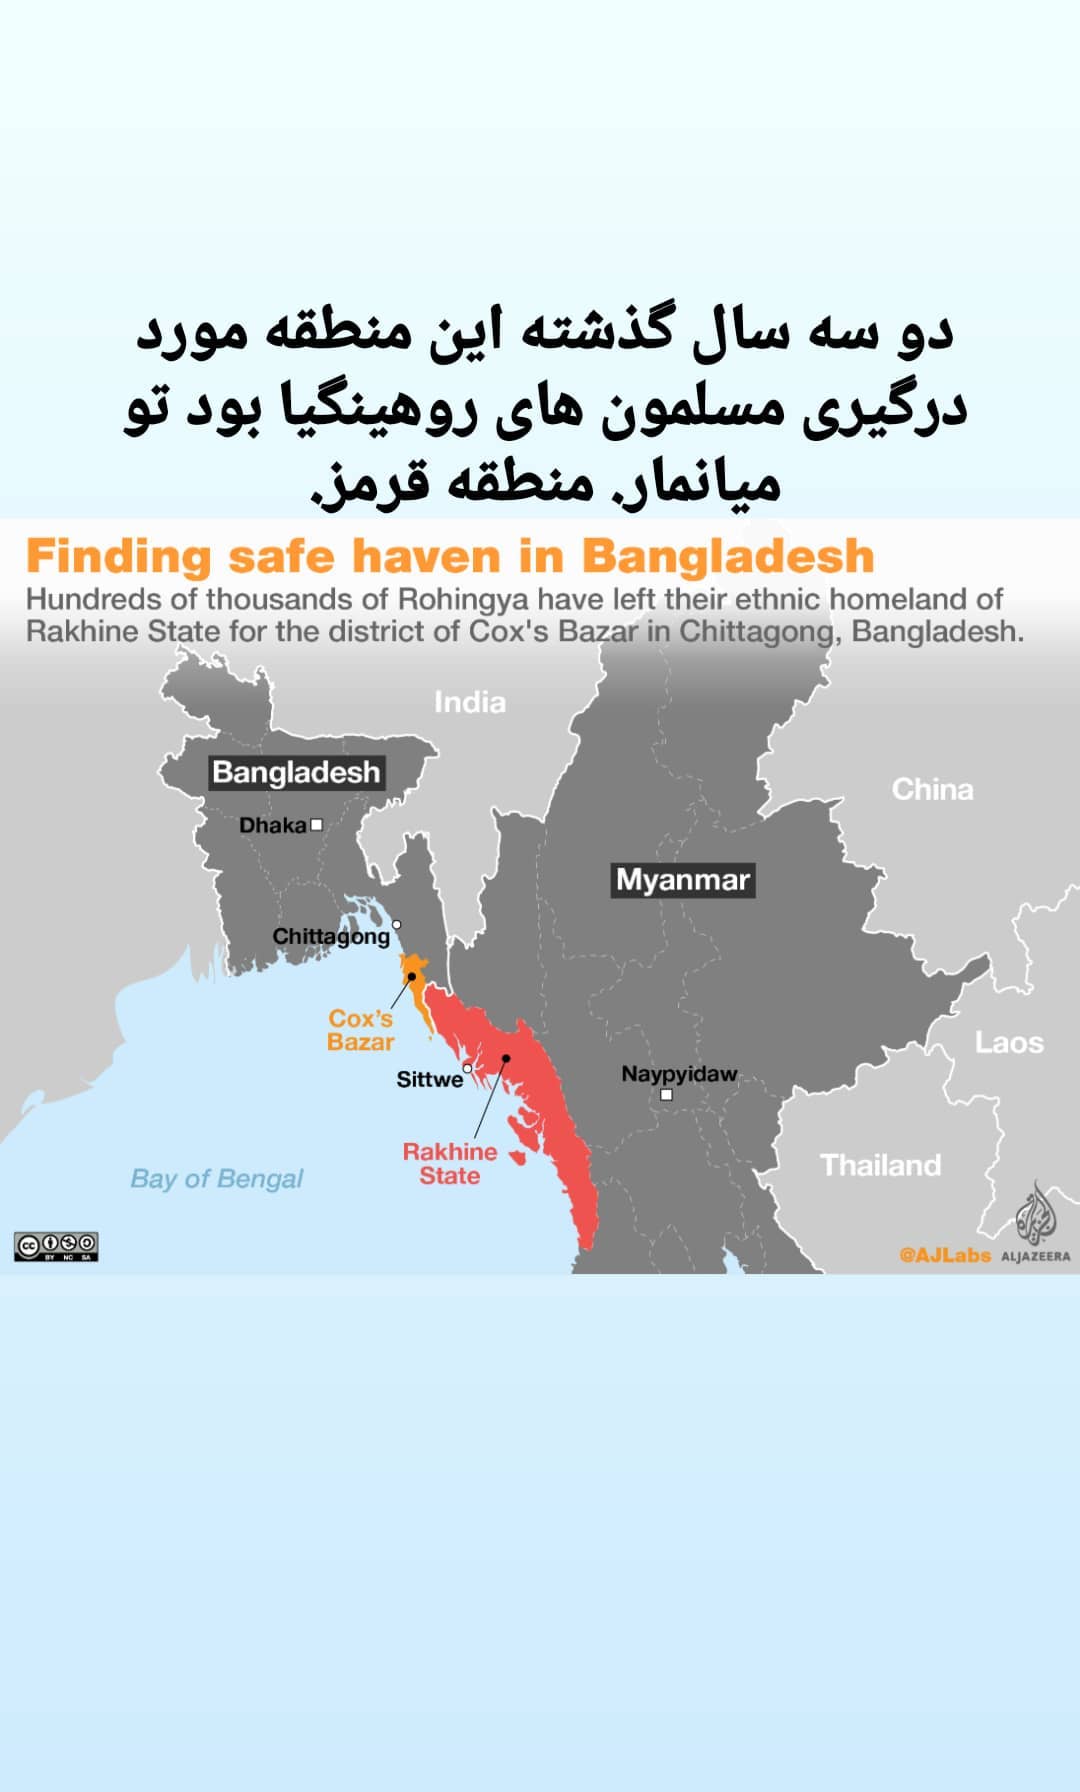 دو سه سال گذشته این منطقه مورد
درگیری مسلمون های روهینگیا بود تو
میانمار. منطقه قرمز.
Finding safe haven in Bangladesh
Hundreds of thousands of Rohingya have left their ethnic homeland of
Rakhine State for the district of Cox's Bazar in Chittagong, Bangladesh.
India
Bangladesh
China
Dhaka
Myanmar
Chittagong
Cox's
Bazar
Laos
Sittwe
Naypyidaw
Rakhine
State
Thailand
Bay of Bengal
cc
BY NC SA
الجزيرة
@AJLabs ALJAZEERA